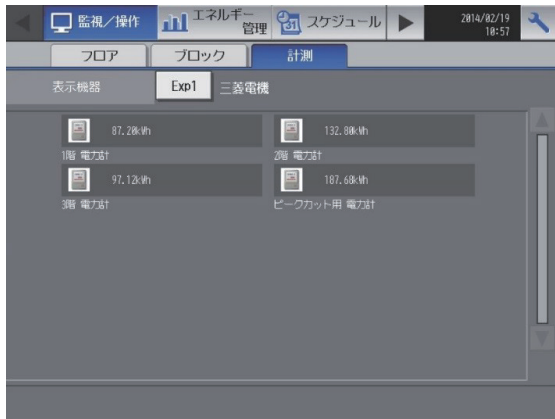 監視／操作
エネルギー
管理
31
スケジュール
2014/02/19
10:57
フロア
ブロック
計測
表示機器
Exp1
三菱電機
87.20kWh
132.80kWh
1階 電力計
2階 電力計
97.12kWh
187.68kWh
3階 電力計
ピークカット用 電力計